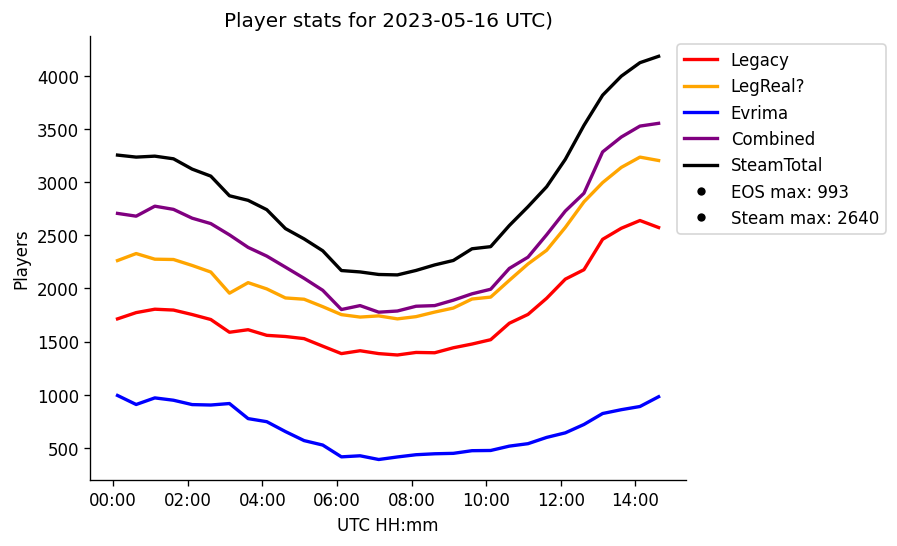 Player stats for 2023-05-16 UTC)
Players
4000
3500
3000
2500
2000
1500
1000
500
00:00 02:00 04:00 06:00 08:00 10:00 12:00 14:00
UTC HH:mm
Legacy
LegReal?
Evrima
Combined
SteamTotal
EOS max: 993
Steam max: 2640